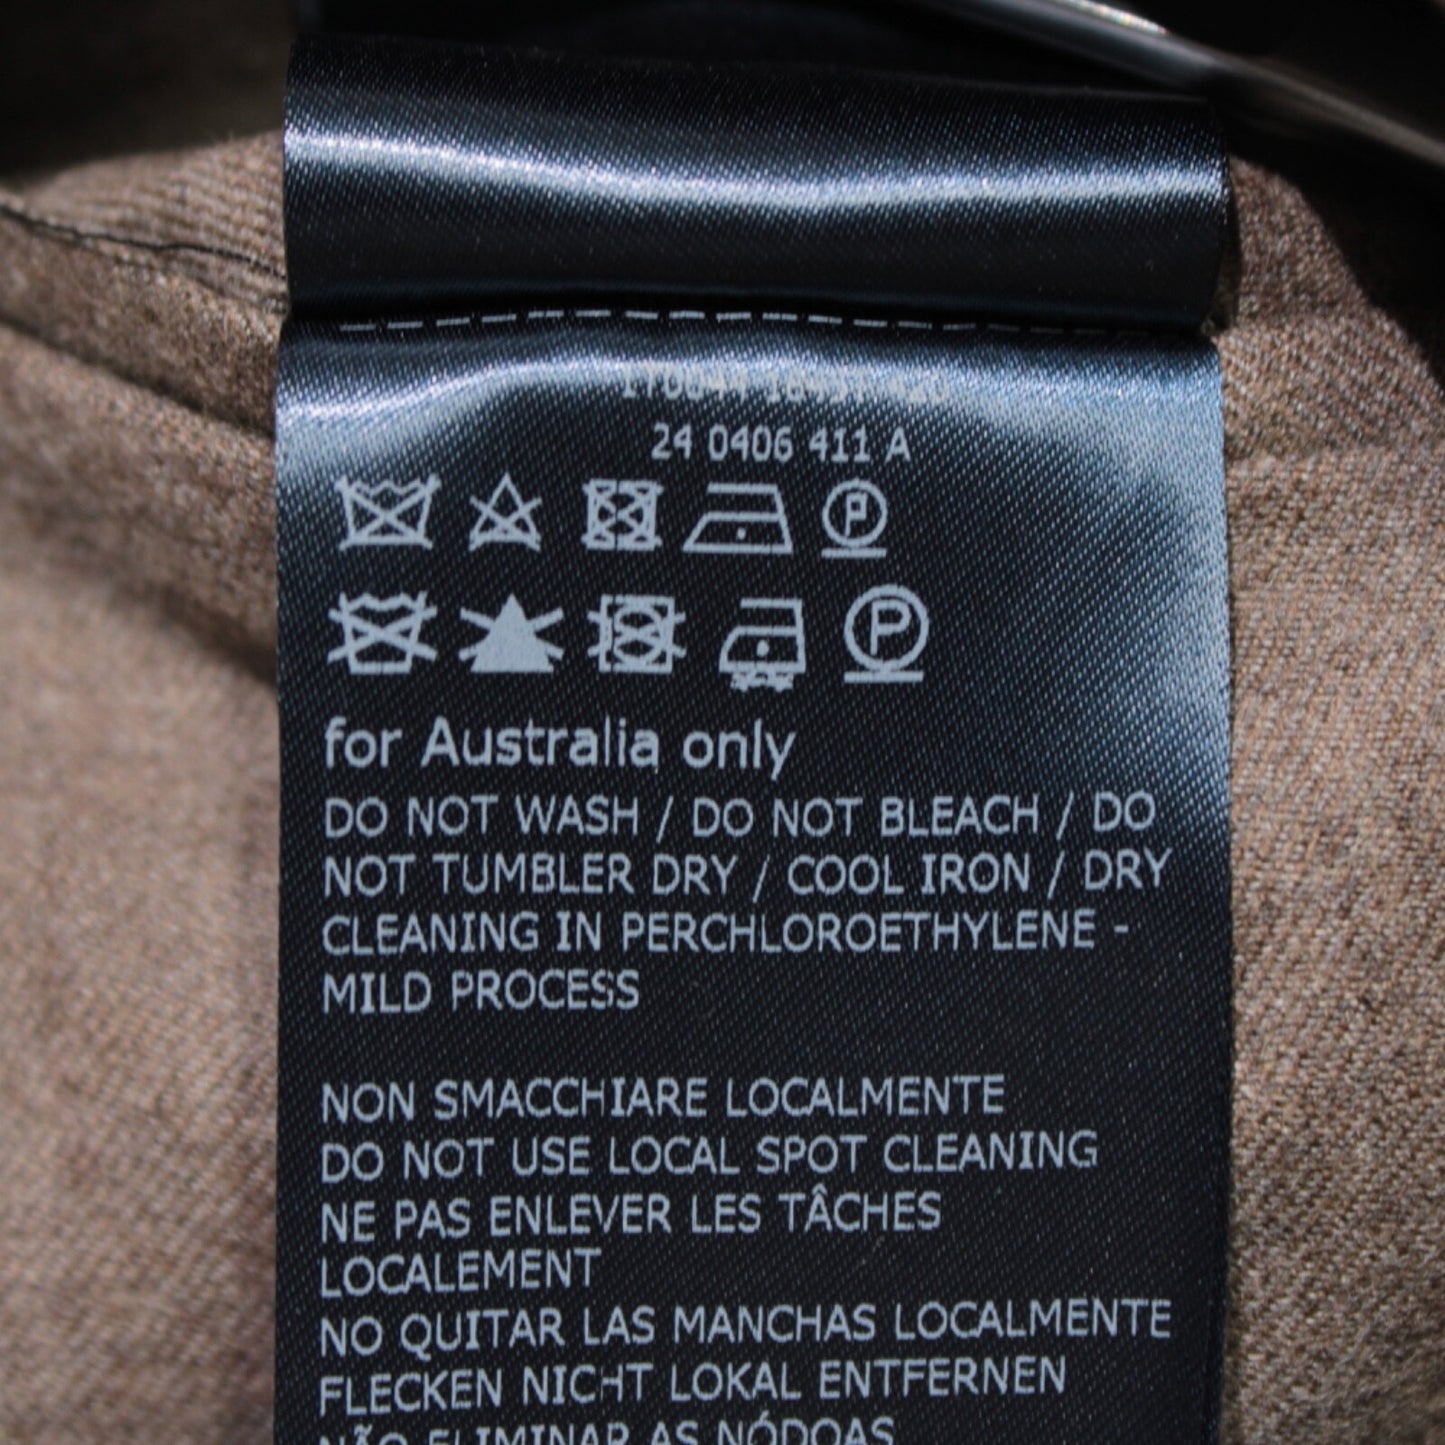 24 0406 411 A
P
P
for Australia only
DO NOT WASH / DO NOT BLEACH / DO
NOT TUMBLER DRY / COOL IRON / DRY
CLEANING IN PERCHLOROETHYLENE -
MILD PROCESS
NON SMACCHIARE LOCALMENTE
DO NOT USE LOCAL SPOT CLEANING
NE PAS ENLEVER LES TÂCHES
LOCALEMENT
NO QUITAR LAS MANCHAS LOCALMENTE
FLECKEN NICHT LOKAL ENTFERNEN
NÃO ELIMINAR AS NÓDOAS